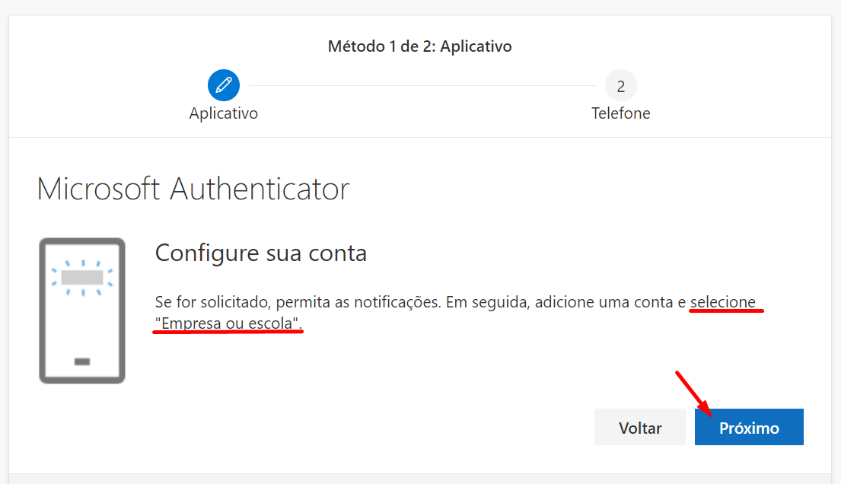 Método 1 de 2: Aplicativo
2
Aplicativo
Telefone
Microsoft Authenticator
Configure sua conta
Se for solicitado, permita as notificações. Em seguida, adicione uma conta e selecione
"Empresa ou escola".
Voltar
Próximo